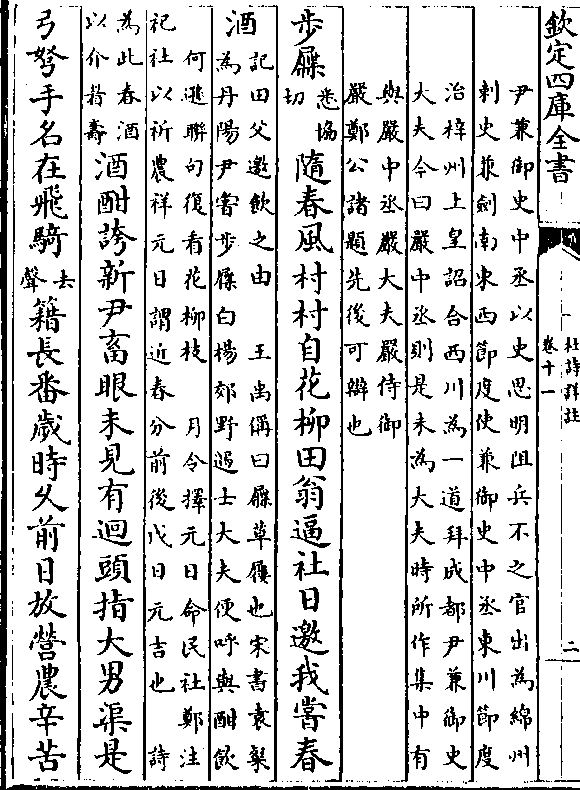 欽定四庫全書
杜詩詳註
卷十一
二
尹兼御史中丞以史思明阻兵不之官出為綿州
刺史兼劍南東西節度使兼御史中丞東川節度
治梓州上皇詔合西川為一道拜成都尹兼御史
大夫今曰嚴中丞則是未為大夫時所作集中有
與嚴中丞嚴大夫嚴侍御
嚴鄭公諸題先後可辯也
步屧悉協切隨春風村村自花柳田翁逼社日邀我嘗春
酒記田父邀飲之由 王禹偁曰屧草履也宋書袁粲
為丹陽尹嘗步屧白楊郊野遇士大夫便呼與酣飲
何遜聯句復看花柳枝 月令擇元日命民社鄭注
祀社以祈農祥元日謂近春分前後戊日元吉也 詩
為此春酒
以介眉壽酒酣誇新尹畜眼未見有迴頭指大男渠是
弓弩手名在飛騎去聲籍長番歲時久前日放營農辛苦